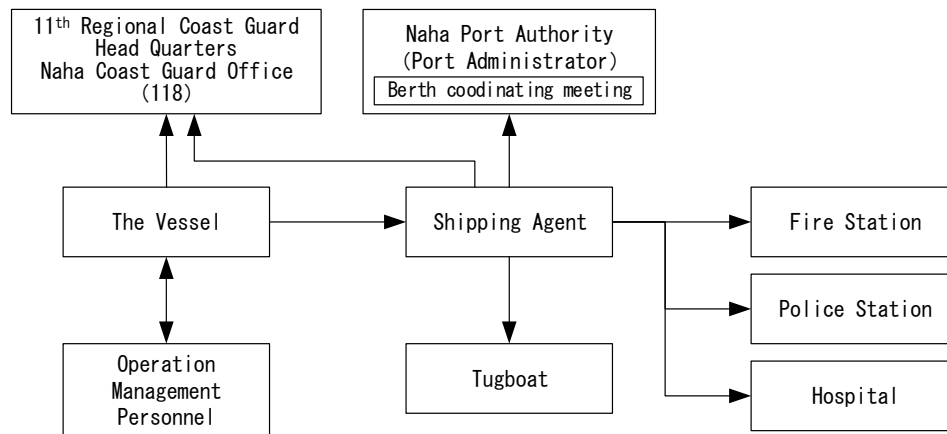 11th Regional Coast Guard
Head Quarters
Naha Coast Guard Office
(118)
Naha Port Authority
(Port Administrator)
Berth coodinating meeting
The Vessel
Shipping Agent
Fire Station
Police Station
Operation
Management
Personnel
Tugboat
Hospital